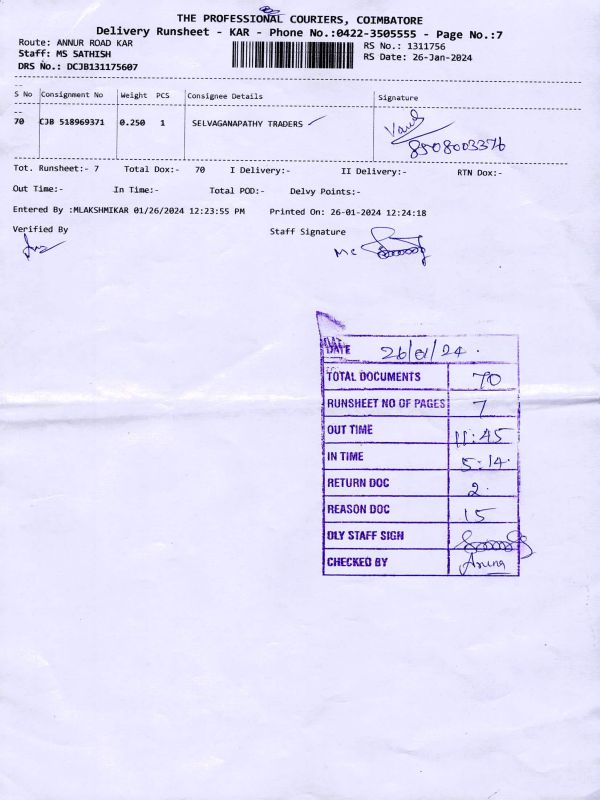 THE PROFESSIONAL COURIERS, COIMBATORE
Delivery Runsheet - KAR - Phone No.:0422-3505555 - Page No.:7
Route: ANNUR ROAD KAR
RS No.: 1311756
Staff: MS SATHISH
RS Date: 26-Jan-2024
DRS No.: DCJB131175607
S No Consignment No Weight PCS Consignee Details Signature
70 CJB 518969371 0.250 1 SELVAGANAPATHY TRADERS
8508003376
Tot. Runsheet:- 7 Total Dox:- 70 I Delivery:- II Delivery:- RTN Dox:-
Out Time:- In Time:- Total POD:- Delvy Points:-
Entered By :MLAKSHMIKAR 01/26/2024 12:23:55 PM Printed On: 26-01-2024 12:24:18
Verified By Staff Signature
DATE 26/01/24.
TOTAL DOCUMENTS 70
RUNSHEET NO OF PAGES 7
OUT TIME 11:45
IN TIME 5:14.
RETURN DOC 2.
REASON DOC 15
DLY STAFF SIGN
CHECKED BY